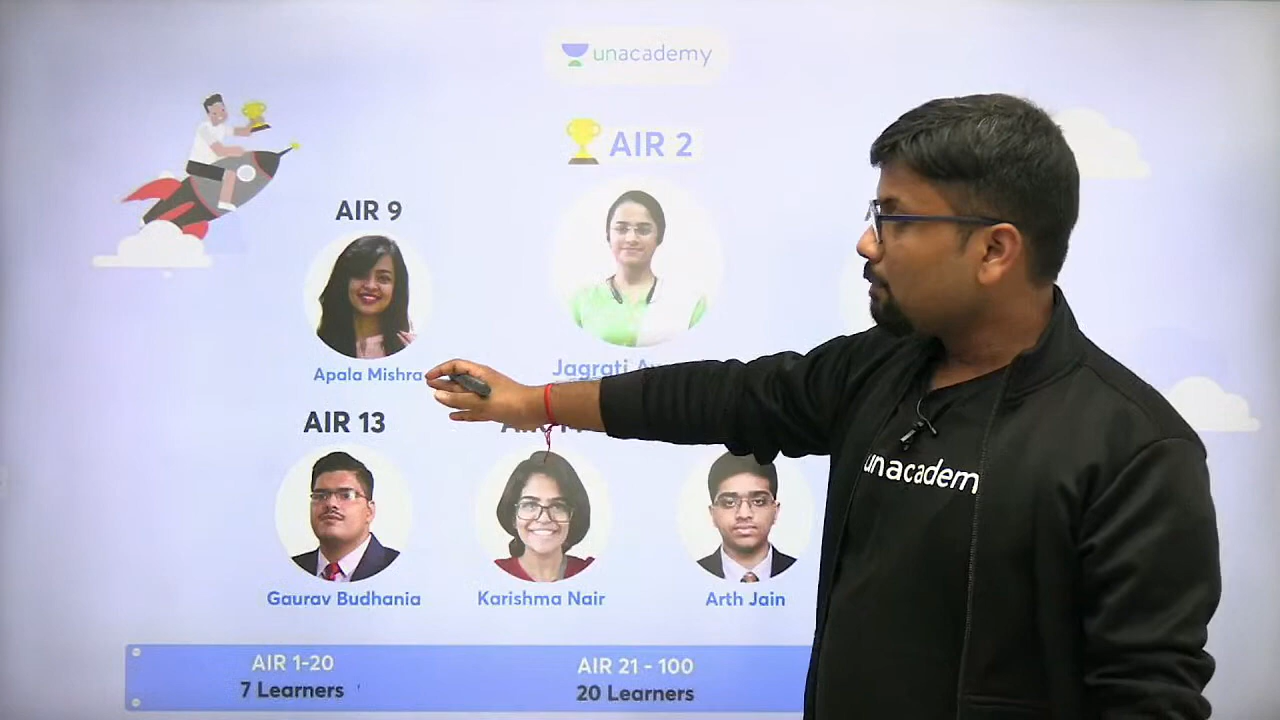 unacademy
AIR 2
AIR 9
Apala Mishra
Jagrati
AIR 13
Gaurav Budhania
Karishma Nair
Arth Jain
unacadem
AIR 1-20
7 Learners
AIR 21 - 100
20 Learners